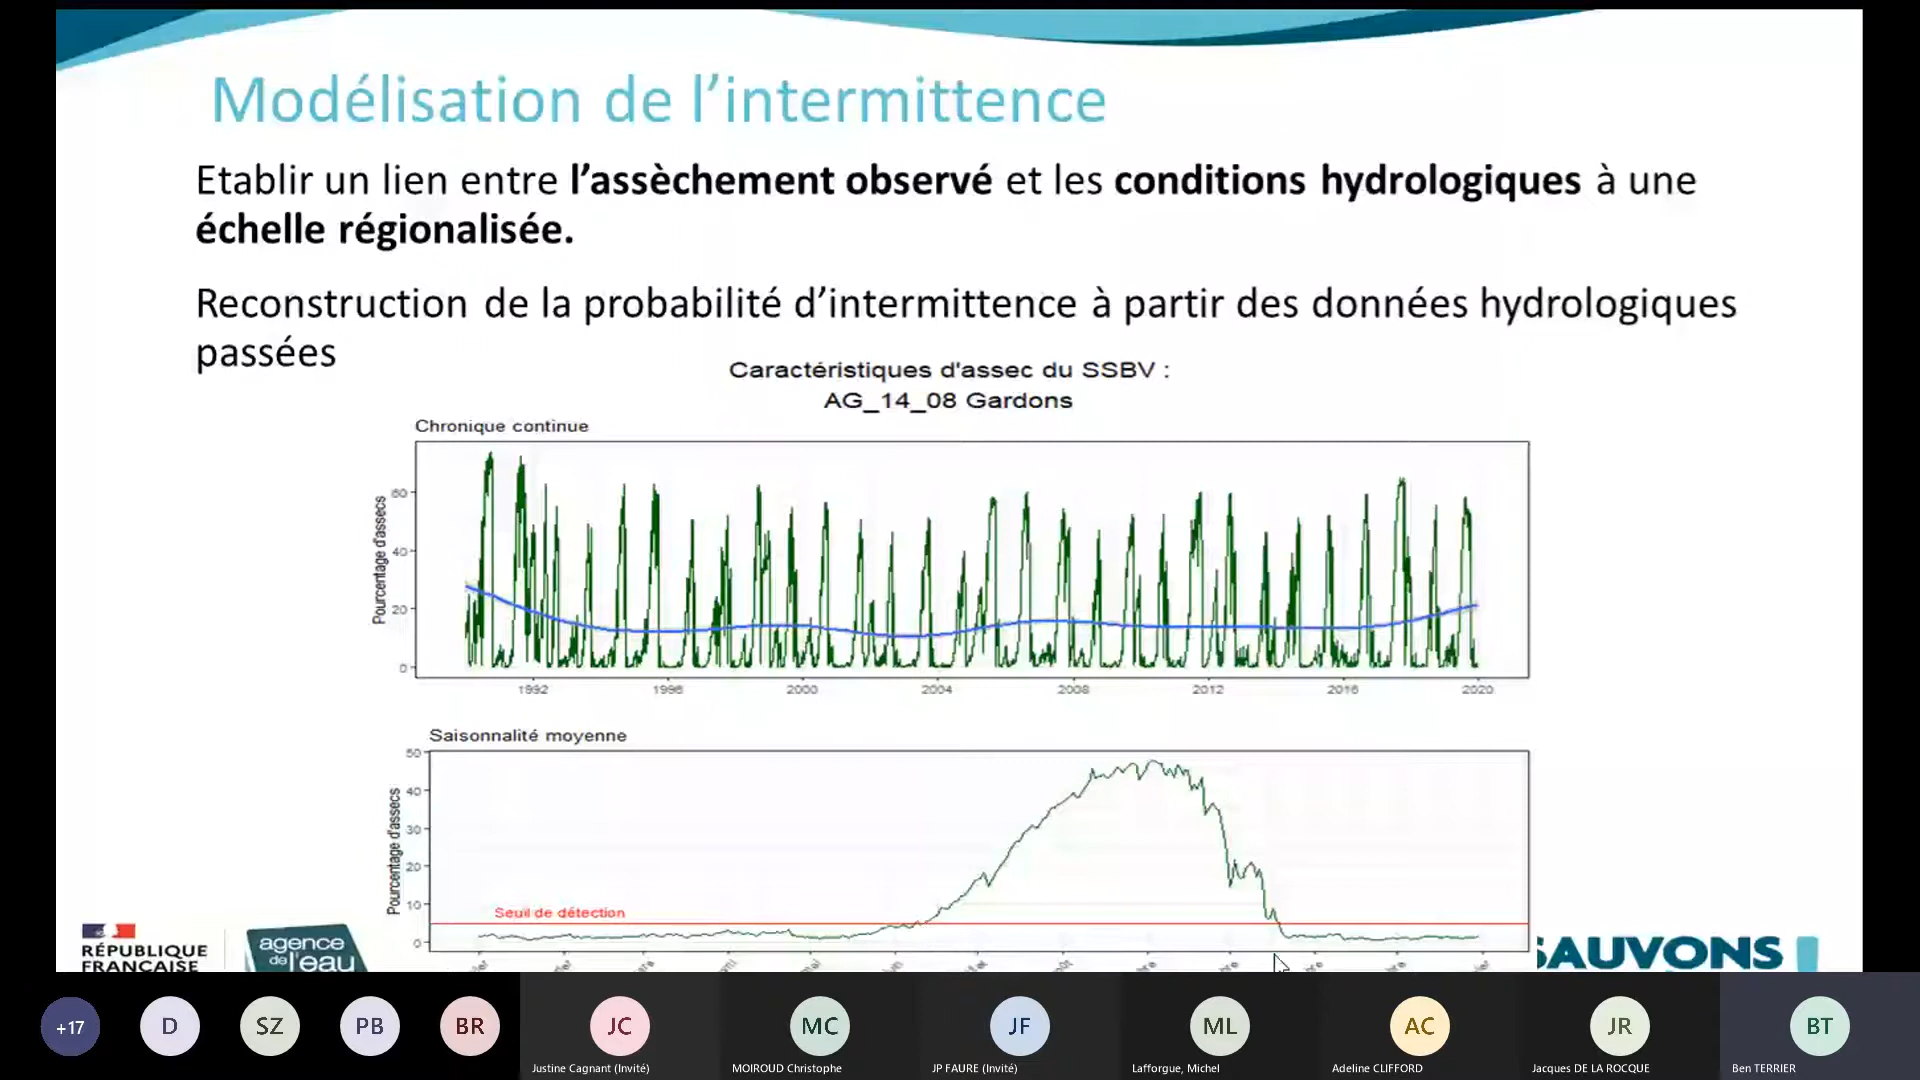 Modélisation de l'intermittence
Etablir un lien entre l'assèchement observé et les conditions hydrologiques à une
échelle régionalisée.
Reconstruction de la probabilité d'intermittence à partir des données hydrologiques
passées
Caractéristiques d'assec du SSBV :
AG_14_08 Gardons
Chronique continue
Pourcentage d'assecs
60
40
20
0
1992 1996 2000 2004 2008 2012 2016 2020
Saisonnalité moyenne
Pourcentage d'assecs
50
40
30
20
10
0
Seuil de détection
RÉPUBLIQUE
FRANÇAISE
agence
de l'eau
SAUVONS
+17 D SZ PB BR JC MC JF ML AC JR BT
Justine Cagnant (Invité) MOIROUD Christophe JP FAURE (Invité) Lafforgue, Michel Adeline CLIFFORD Jacques DE LA ROCQUE Ben TERRIER